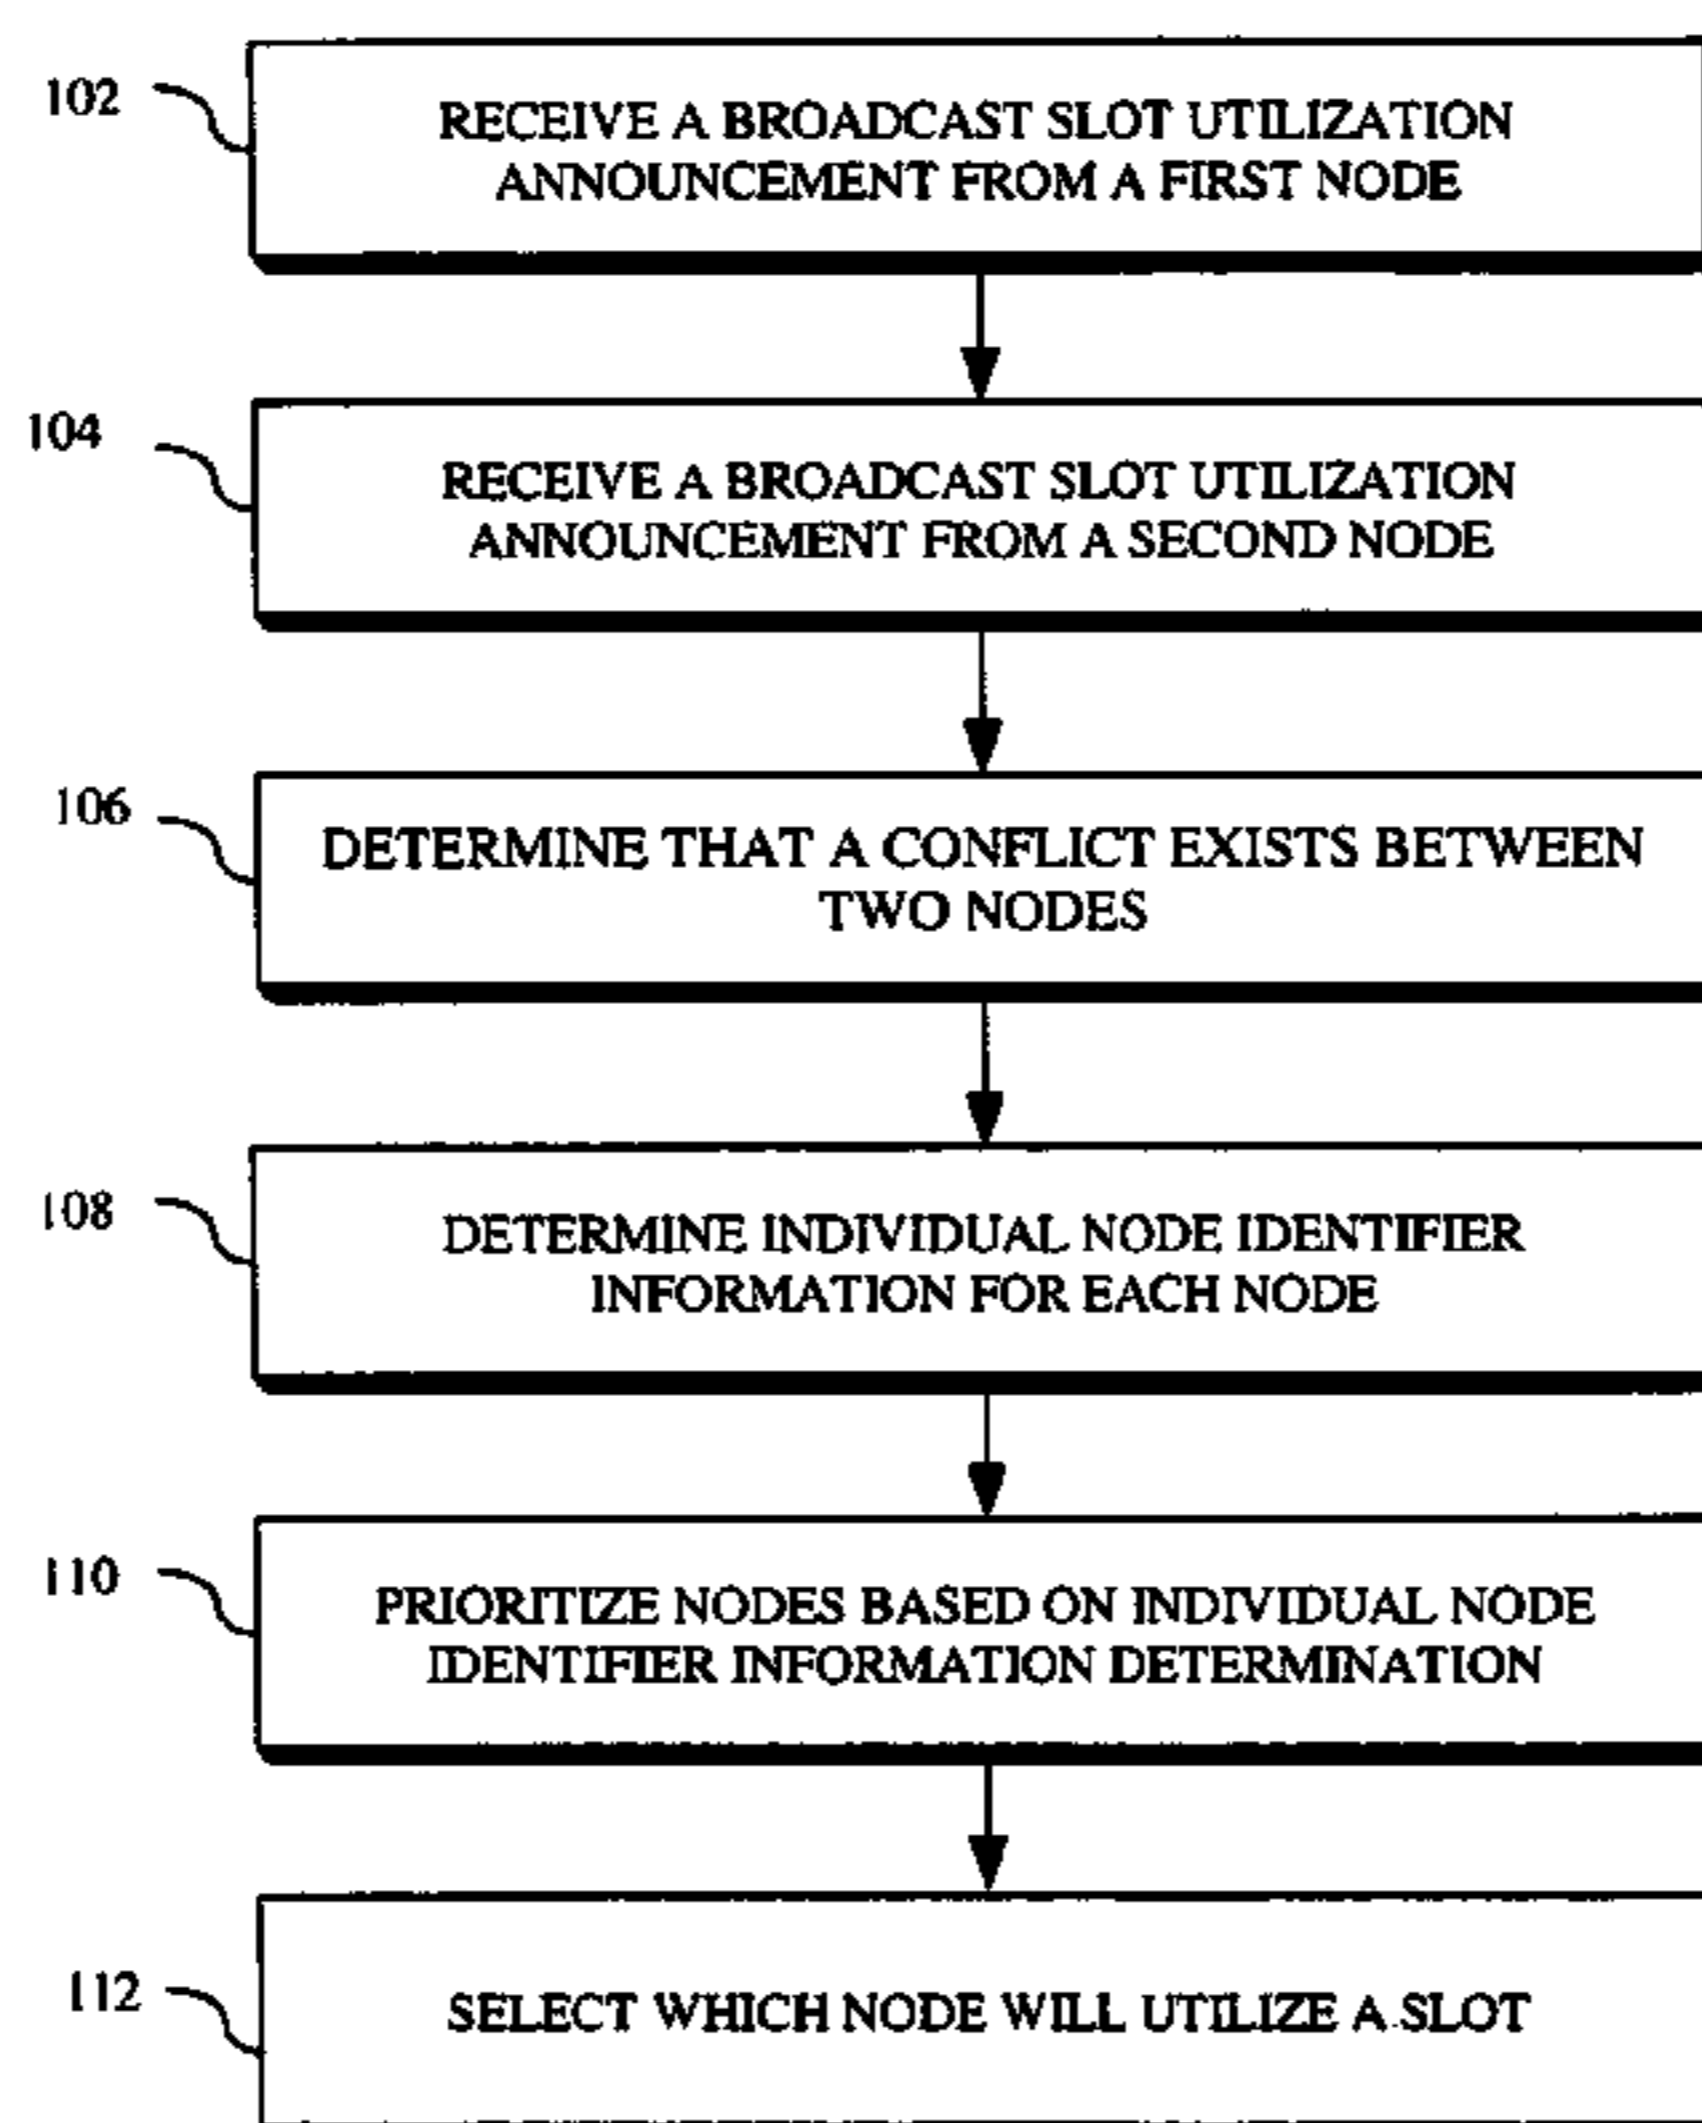 102
RECEIVE A BROADCAST SLOT UTILIZATION
ANNOUNCEMENT FROM A FIRST NODE
104
RECEIVE A BROADCAST SLOT UTILIZATION
ANNOUNCEMENT FROM A SECOND NODE
106
DETERMINE THAT A CONFLICT EXISTS BETWEEN
TWO NODES
108
DETERMINE INDIVIDUAL NODE IDENTIFIER
INFORMATION FOR EACH NODE
110
PRIORITIZE NODES BASED ON INDIVIDUAL NODE
IDENTIFIER INFORMATION DETERMINATION
112
SELECT WHICH NODE WILL UTILIZE A SLOT